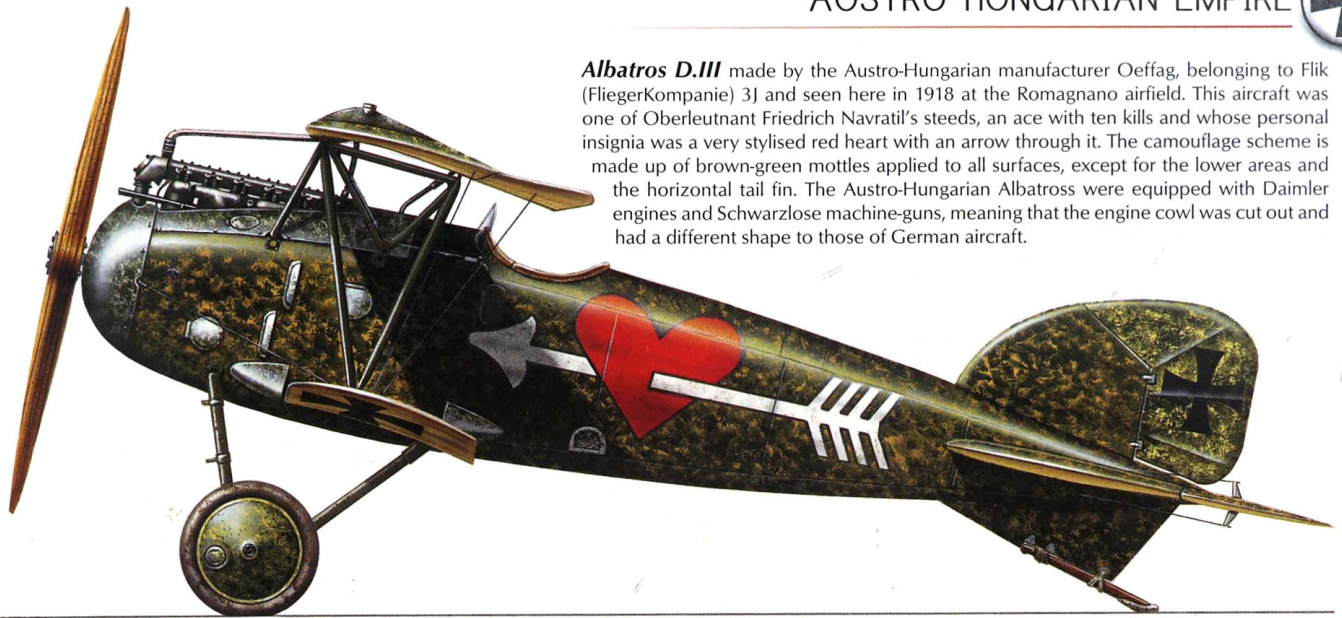 AUSTRO-HUNGARIAN EMPIRE
Albatros D.III made by the Austro-Hungarian manufacturer Oeffag, belonging to Flik
(FliegerKompanie) 3J and seen here in 1918 at the Romagnano airfield. This aircraft was
one of Oberleutnant Friedrich Navratil's steeds, an ace with ten kills and whose personal
insignia was a very stylised red heart with an arrow through it. The camouflage scheme is
made up of brown-green mottles applied to all surfaces, except for the lower areas and
the horizontal tail fin. The Austro-Hungarian Albatross were equipped with Daimler
engines and Schwarzlose machine-guns, meaning that the engine cowl was cut out and
had a different shape to those of German aircraft.